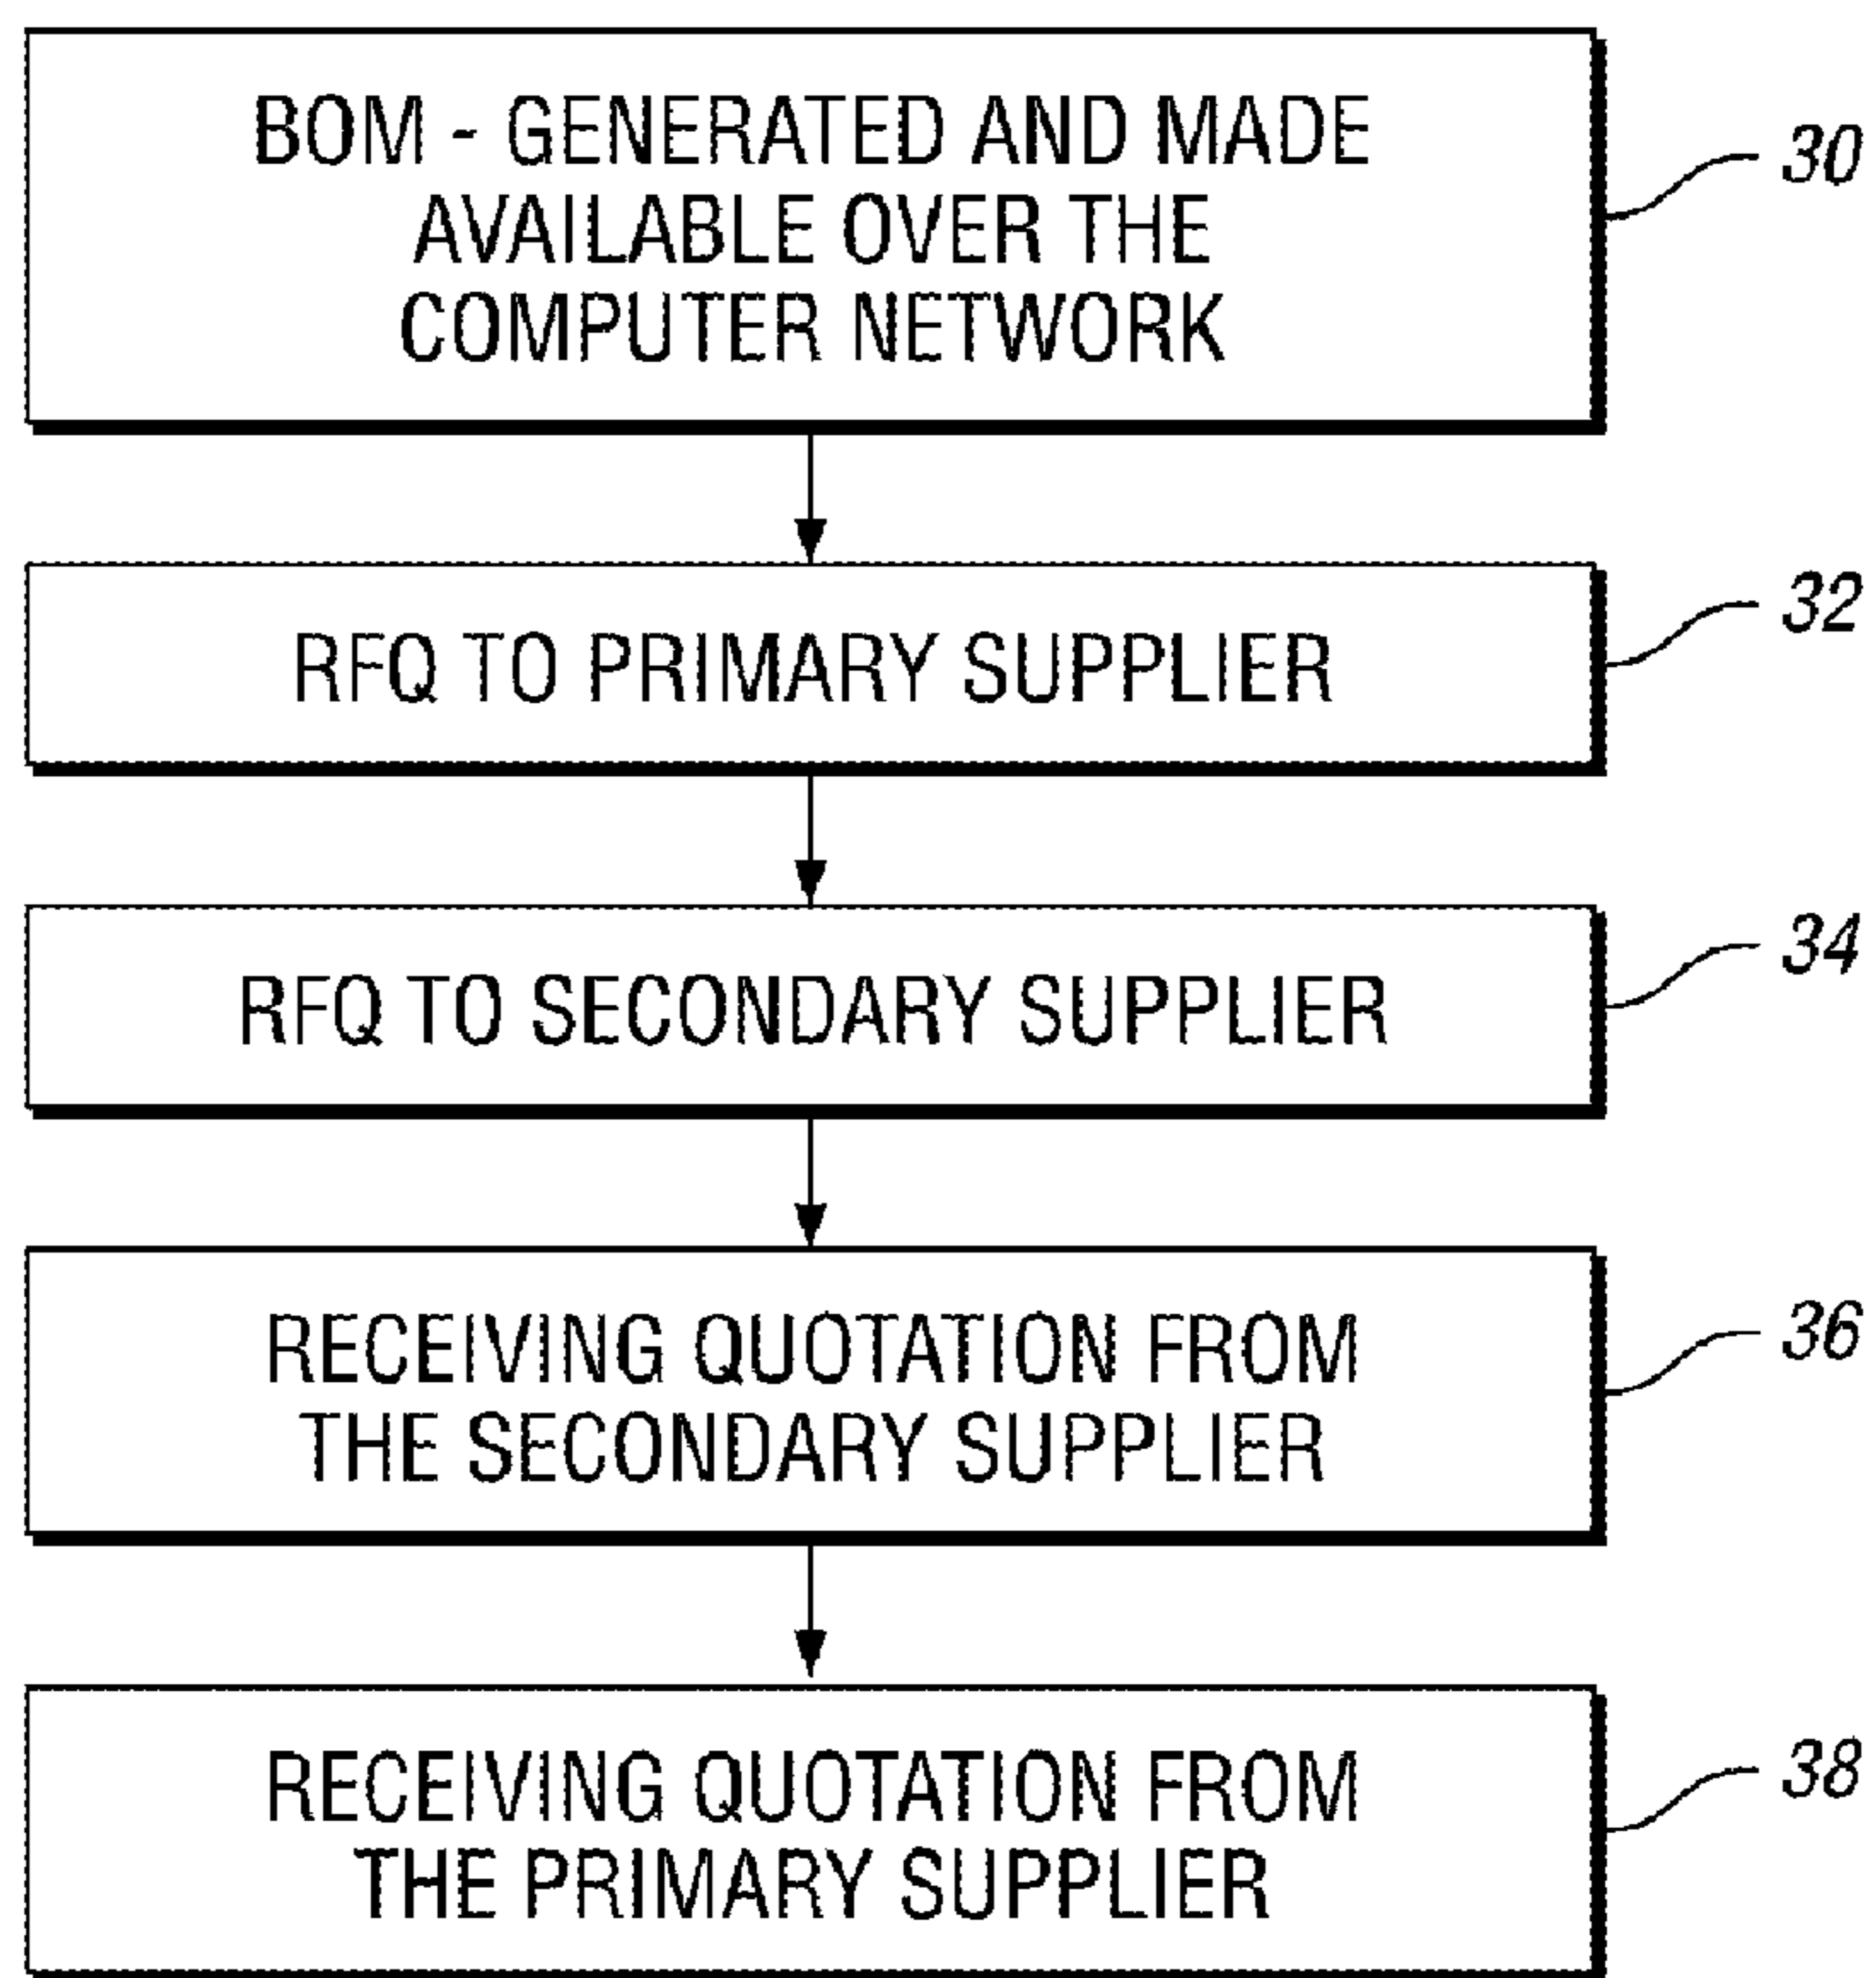 BOM - GENERATED AND MADE
AVAILABLE OVER THE
COMPUTER NETWORK
30
RFQ TO PRIMARY SUPPLIER
32
RFQ TO SECONDARY SUPPLIER
34
RECEIVING QUOTATION FROM
THE SECONDARY SUPPLIER
36
RECEIVING QUOTATION FROM
THE PRIMARY SUPPLIER
38